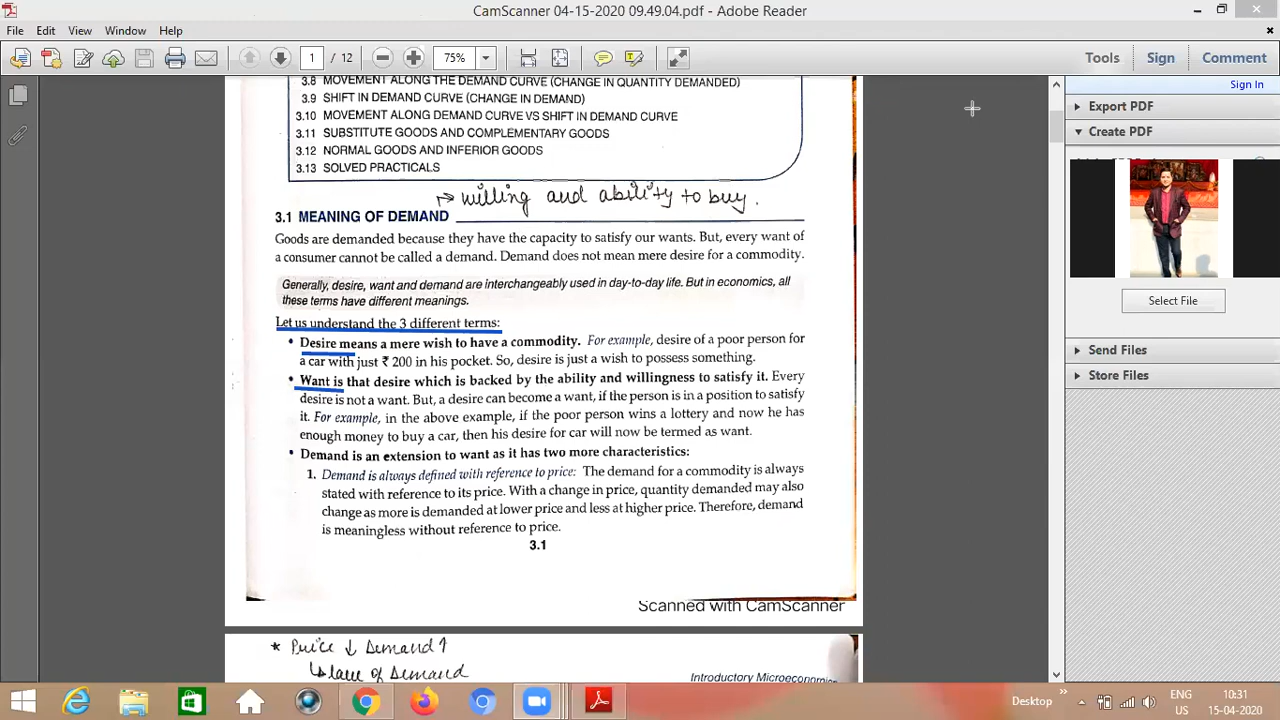 CamScanner 04-15-2020 09.49.04.pdf - Adobe Reader
File Edit View Window Help
1 / 12 75% Tools Sign Comment
Sign In
Export PDF
Create PDF
Select File
Send Files
Store Files
3.8 MOVEMENT ALONG THE DEMAND CURVE (CHANGE IN QUANTITY DEMANDED)
3.9 SHIFT IN DEMAND CURVE (CHANGE IN DEMAND)
3.10 MOVEMENT ALONG DEMAND CURVE VS SHIFT IN DEMAND CURVE
3.11 SUBSTITUTE GOODS AND COMPLEMENTARY GOODS
3.12 NORMAL GOODS AND INFERIOR GOODS
3.13 SOLVED PRACTICALS
→ willing and ability to buy.
3.1 MEANING OF DEMAND
Goods are demanded because they have the capacity to satisfy our wants. But, every want of
a consumer cannot be called a demand. Demand does not mean mere desire for a commodity.
Generally, desire, want and demand are interchangeably used in day-to-day life. But in economics, all
these terms have different meanings.
Let us understand the 3 different terms:
• Desire means a mere wish to have a commodity. For example, desire of a poor person for
a car with just ₹ 200 in his pocket. So, desire is just a wish to possess something.
• Want is that desire which is backed by the ability and willingness to satisfy it. Every
desire is not a want. But, a desire can become a want, if the person is in a position to satisfy
it. For example, in the above example, if the poor person wins a lottery and now he has
enough money to buy a car, then his desire for car will now be termed as want.
• Demand is an extension to want as it has two more characteristics:
1. Demand is always defined with reference to price: The demand for a commodity is always
stated with reference to its price. With a change in price, quantity demanded may also
change as more is demanded at lower price and less at higher price. Therefore, demand
is meaningless without reference to price.
3.1
Scanned with CamScanner
* Price ↓ Demand ↑
↳ law of Demand
Introductory Microeconomics
Desktop
ENG
US
10:31
15-04-2020